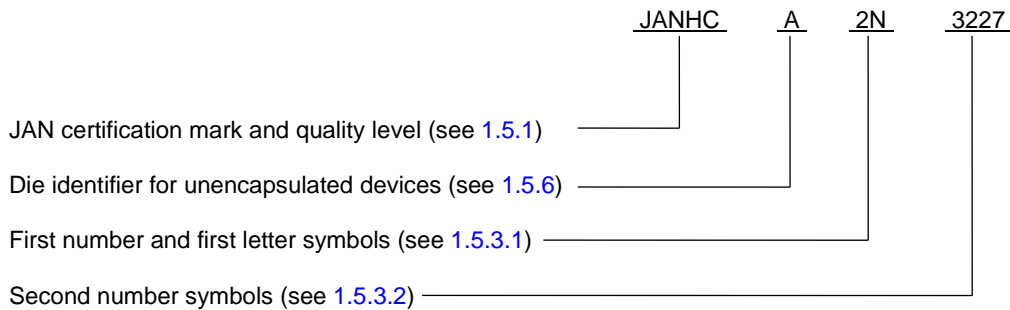 JANHC A 2N 3227
JAN certification mark and quality level (see 1.5.1)
Die identifier for unencapsulated devices (see 1.5.6)
First number and first letter symbols (see 1.5.3.1)
Second number symbols (see 1.5.3.2)